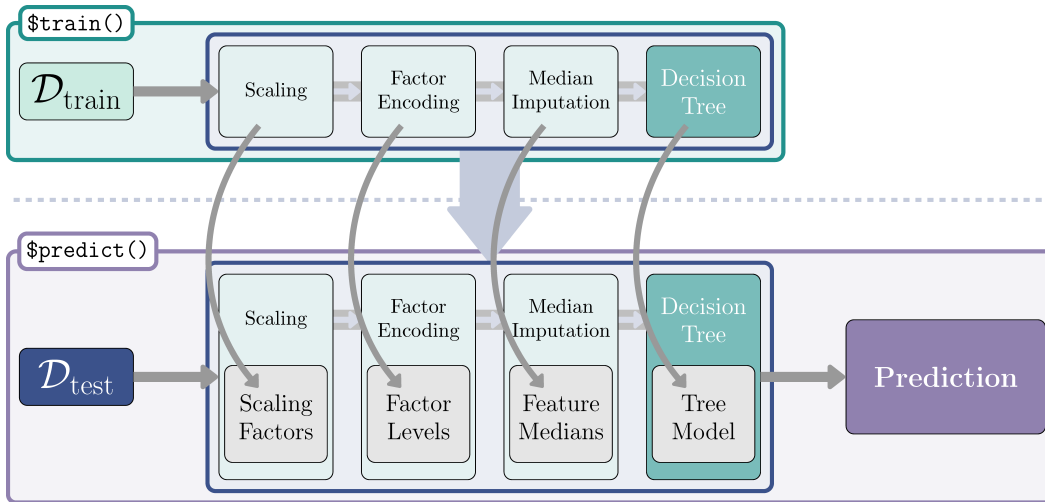 $train()
𝒟train
Scaling
Factor
Encoding
Median
Imputation
Decision
Tree
$predict()
𝒟test
Scaling
Factor
Encoding
Median
Imputation
Decision
Tree
Scaling
Factors
Factor
Levels
Feature
Medians
Tree
Model
Prediction